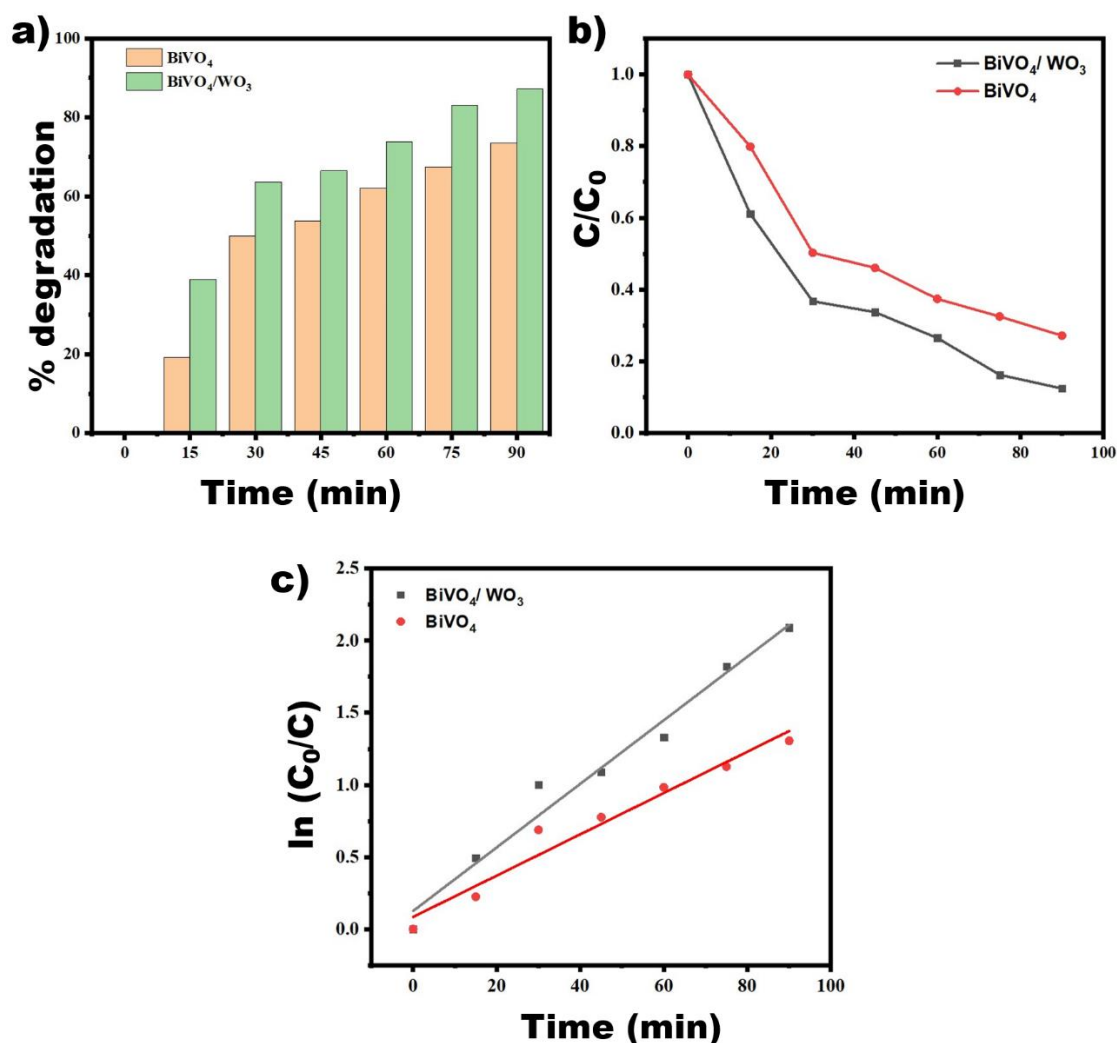 a)
100
80
60
40
20
0
% degradation
BiVO₄
BiVO₄/WO₃
0 15 30 45 60 75 90
Time (min)
b)
1.0
0.8
0.6
0.4
0.2
0.0
C/C₀
BiVO₄/ WO₃
BiVO₄
0 20 40 60 80 100
Time (min)
c)
2.5
2.0
1.5
1.0
0.5
0.0
ln (C₀/C)
BiVO₄/ WO₃
BiVO₄
0 20 40 60 80 100
Time (min)